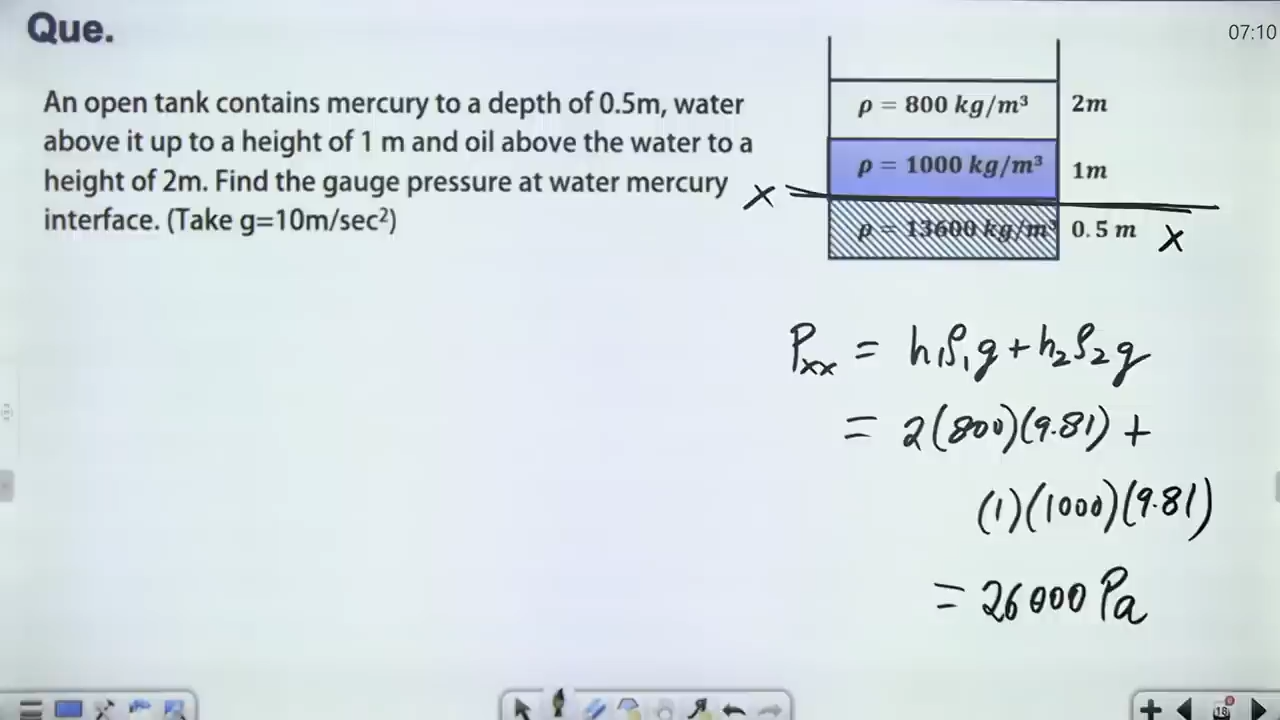 Que.
07:10
An open tank contains mercury to a depth of 0.5m, water
above it up to a height of 1 m and oil above the water to a
height of 2m. Find the gauge pressure at water mercury
interface. (Take g=10m/sec²)
ρ = 800 kg/m³ 2m
ρ = 1000 kg/m³ 1m
X
ρ = 13600 kg/m³ 0.5 m X
Pxx = h₁ρ₁g + h₂ρ₂g
= 2(800)(9.81) +
(1)(1000)(9.81)
= 26000 Pa
18